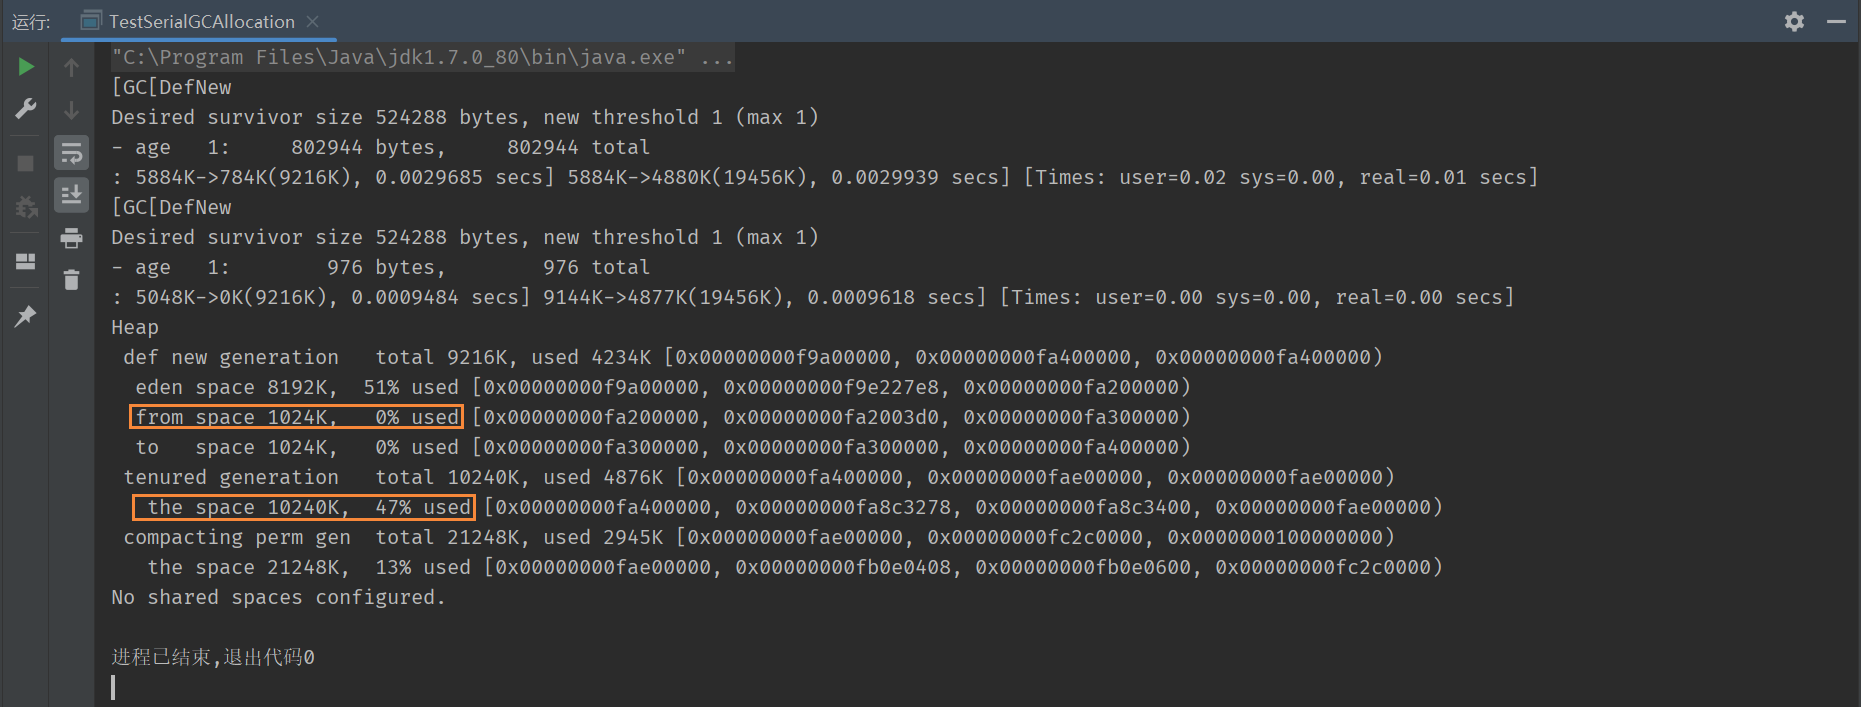 运行: TestSerialGCAllocation
"C:\Program Files\Java\jdk1.7.0_80\bin\java.exe" ...
[GC[DefNew
Desired survivor size 524288 bytes, new threshold 1 (max 1)
- age   1:     802944 bytes,     802944 total
: 5884K->784K(9216K), 0.0029685 secs] 5884K->4880K(19456K), 0.0029939 secs] [Times: user=0.02 sys=0.00, real=0.01 secs]
[GC[DefNew
Desired survivor size 524288 bytes, new threshold 1 (max 1)
- age   1:        976 bytes,        976 total
: 5048K->0K(9216K), 0.0009484 secs] 9144K->4877K(19456K), 0.0009618 secs] [Times: user=0.00 sys=0.00, real=0.00 secs]
Heap
 def new generation   total 9216K, used 4234K [0x00000000f9a00000, 0x00000000fa400000, 0x00000000fa400000)
  eden space 8192K,  51% used [0x00000000f9a00000, 0x00000000f9e227e8, 0x00000000fa200000)
  from space 1024K,   0% used [0x00000000fa200000, 0x00000000fa2003d0, 0x00000000fa300000)
  to   space 1024K,   0% used [0x00000000fa300000, 0x00000000fa300000, 0x00000000fa400000)
 tenured generation   total 10240K, used 4876K [0x00000000fa400000, 0x00000000fae00000, 0x00000000fae00000)
   the space 10240K,  47% used [0x00000000fa400000, 0x00000000fa8c3278, 0x00000000fa8c3400, 0x00000000fae00000)
 compacting perm gen  total 21248K, used 2945K [0x00000000fae00000, 0x00000000fc2c0000, 0x0000000100000000)
   the space 21248K,  13% used [0x00000000fae00000, 0x00000000fb0e0408, 0x00000000fb0e0600, 0x00000000fc2c0000)
No shared spaces configured.
进程已结束,退出代码0